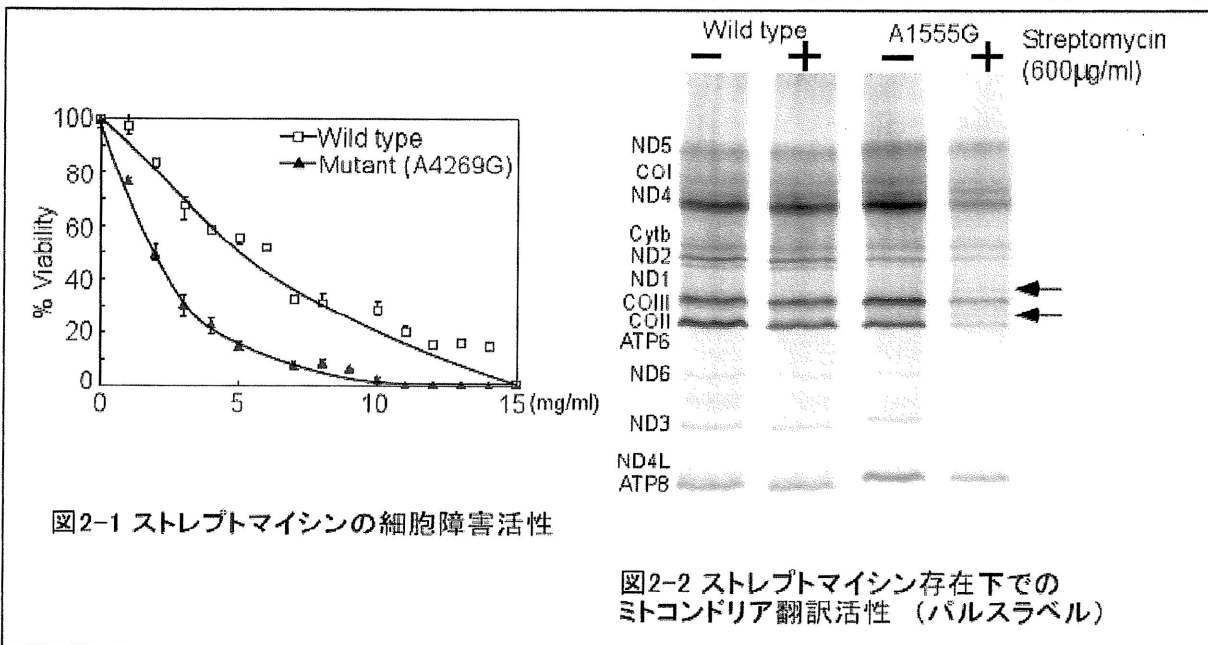 100
80
60
40
20
0
% Viability
Wild type
Mutant (A4269G)
0
5
10
15 (mg/ml)
図2-1 ストレプトマイシンの細胞障害活性
Wild type
A1555G
− + − +
Streptomycin
(600μg/ml)
ND5
COI
ND4
Cytb
ND2
ND1
COIII
COII
ATP6
ND6
ND3
ND4L
ATP8
図2-2 ストレプトマイシン存在下での
ミトコンドリア翻訳活性 (パルスラベル)